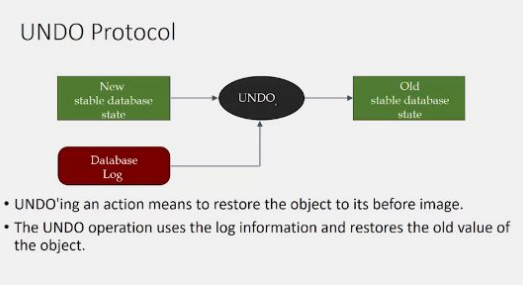 UNDO Protocol
New
stable database
state
UNDO
Old
stable database
state
Database
Log
• UNDO'ing an action means to restore the object to its before image.
• The UNDO operation uses the log information and restores the old value of
the object.